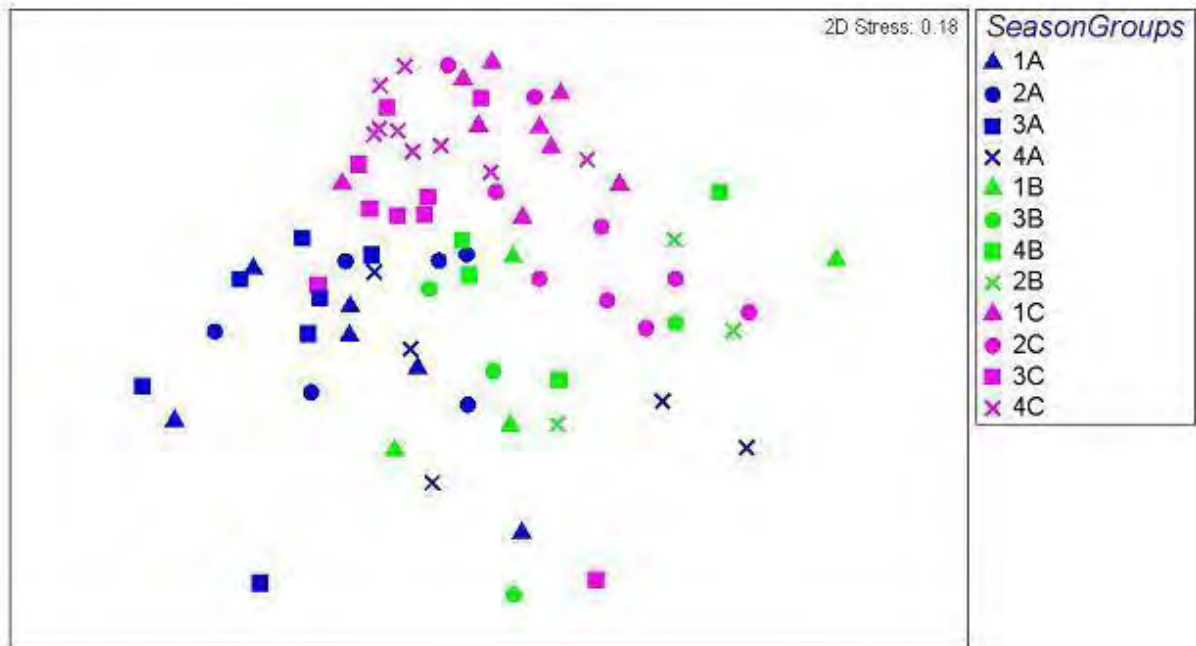 2D Stress: 0.18
SeasonGroups
1A
2A
3A
4A
1B
3B
4B
2B
1C
2C
3C
4C